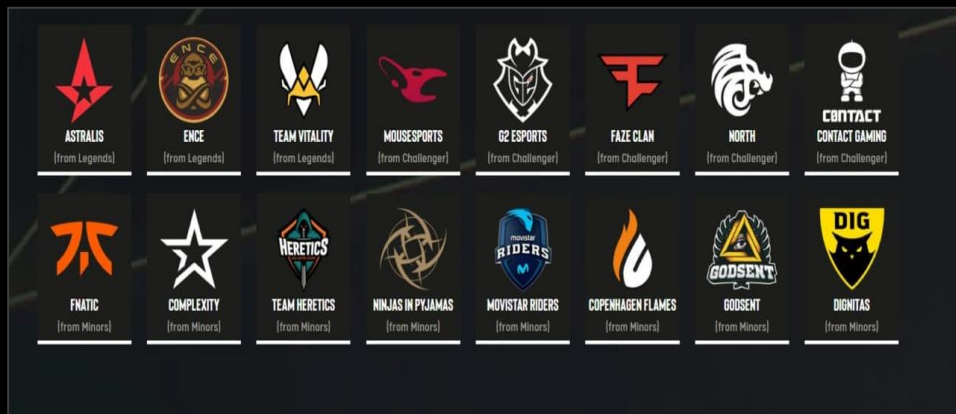 ENCE
CONTACT
ASTRALIS
ENCE
TEAM VITALITY
MOUSESPORTS
G2 ESPORTS
FAZE CLAN
NORTH
CONTACT GAMING
(from Legends)
(from Legends)
(from Legends)
(from Challenger)
(from Challenger)
(from Challenger)
(from Challenger)
(from Challenger)
HERETICS
movistar
RIDERS
GODSENT
DIG
FNATIC
COMPLEXITY
TEAM HERETICS
NINJAS IN PYJAMAS
MOVISTAR RIDERS
COPENHAGEN FLAMES
GODSENT
DIGNITAS
(from Minors)
(from Minors)
(from Minors)
(from Minors)
(from Minors)
(from Minors)
(from Minors)
(from Minors)